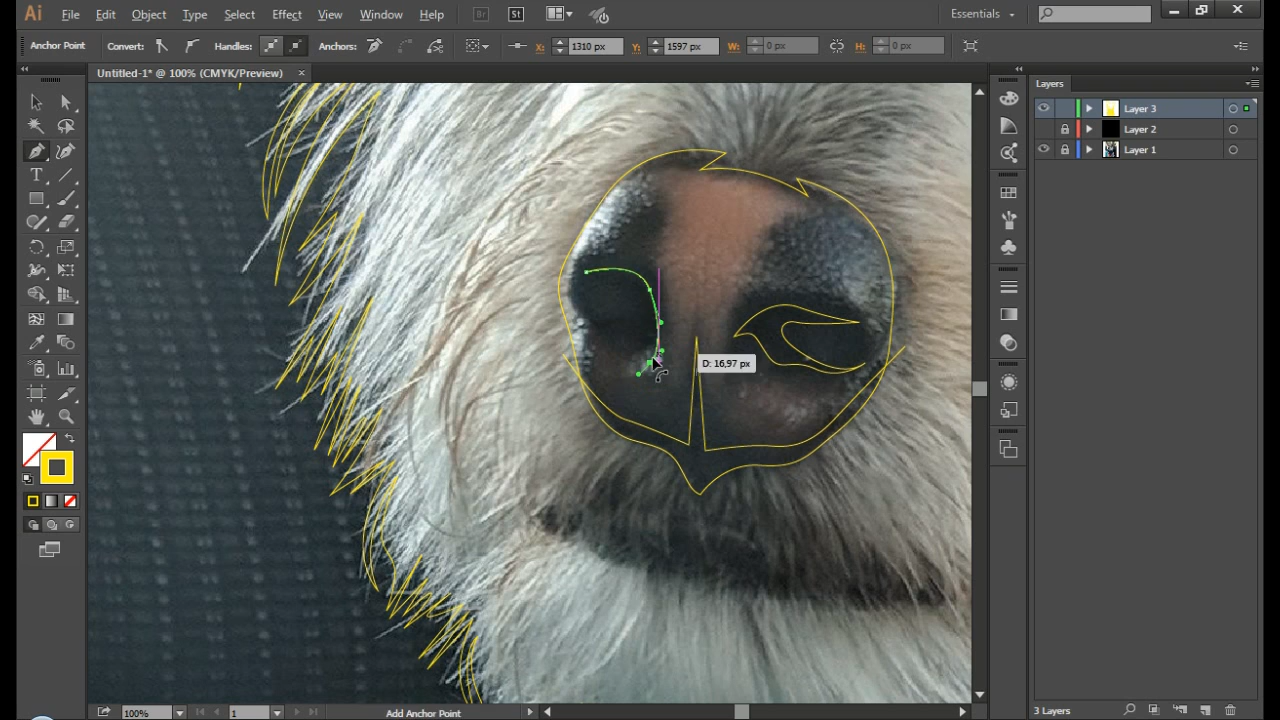 Ai File Edit Object Type Select Effect View Window Help Br St Essentials
Anchor Point Convert: Handles: Anchors: X: 1310 px Y: 1597 px W: 0 px H: 0 px
Untitled-1* @ 100% (CMYK/Preview) ×
Layers
Layer 3
Layer 2
Layer 1
D: 16,97 px
100% 1 Add Anchor Point
3 Layers